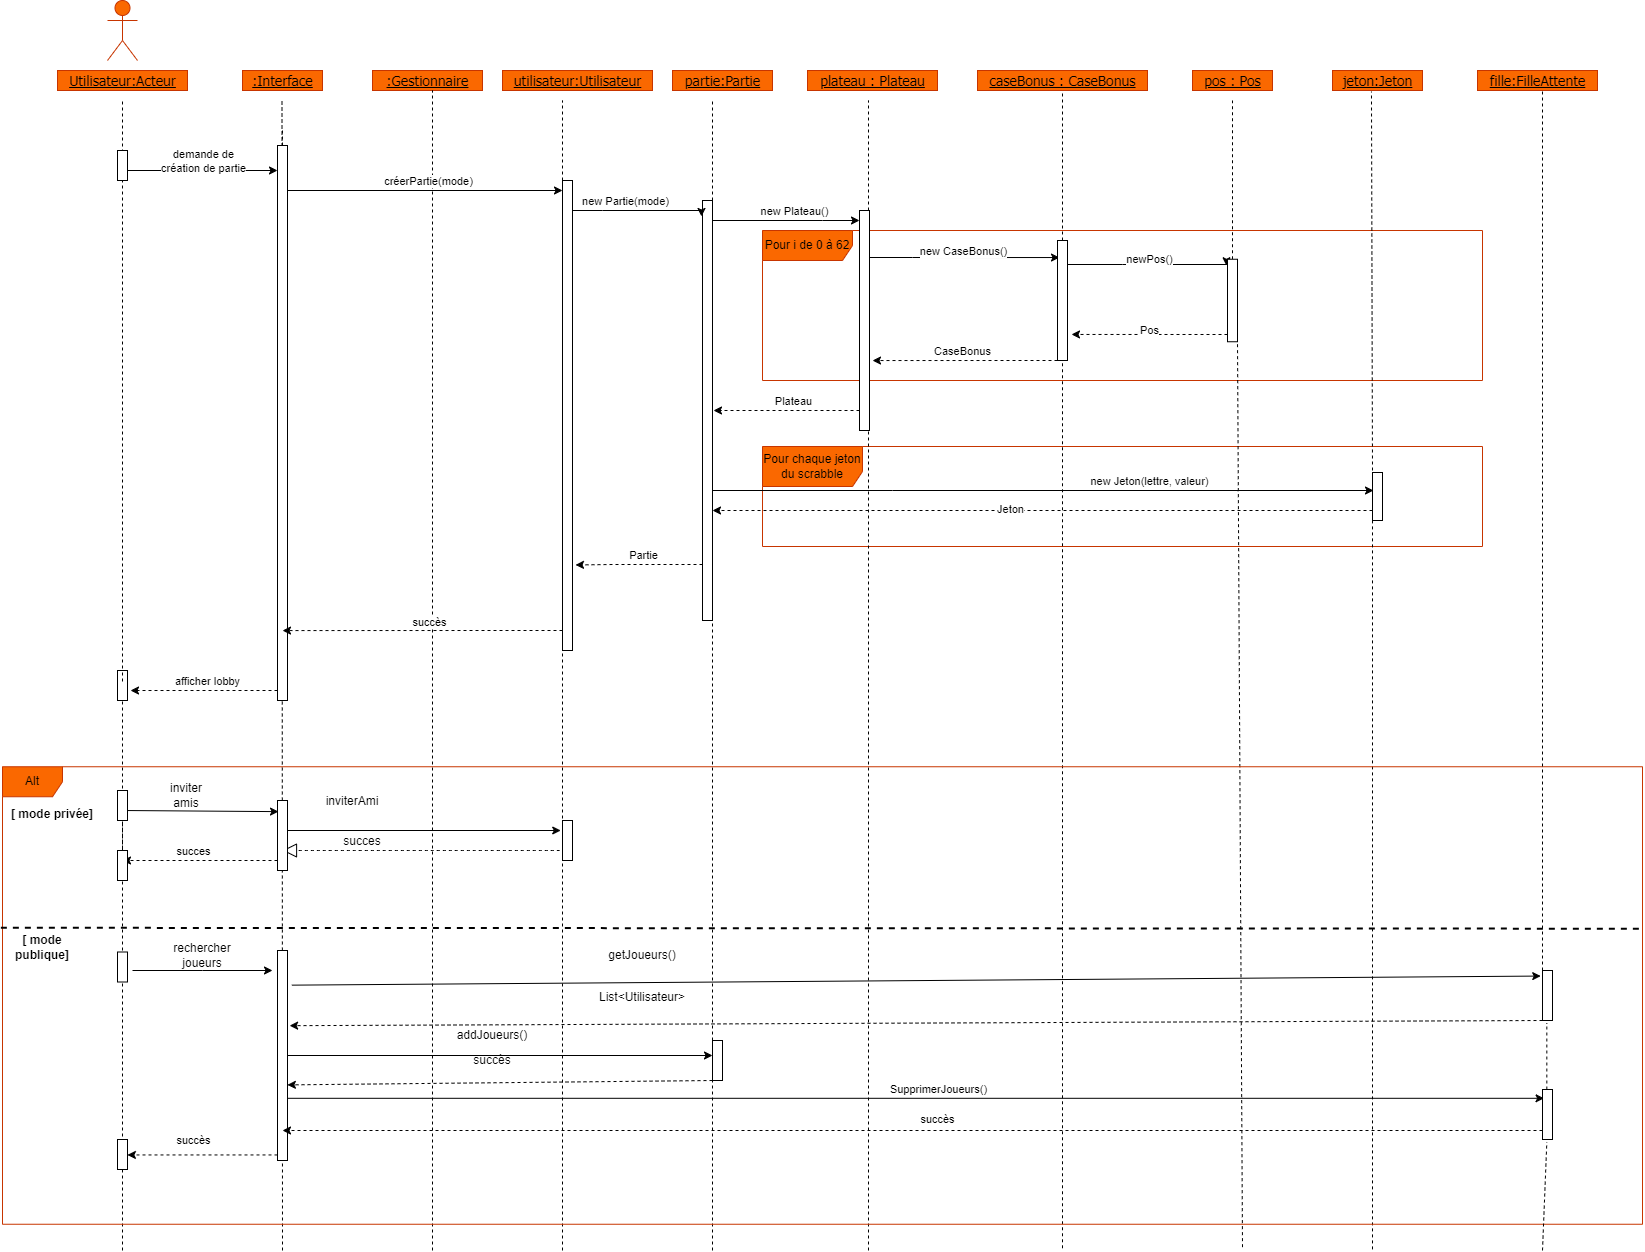 Utilisateur:Acteur
:Interface
:Gestionnaire
utilisateur:Utilisateur
partie:Partie
plateau : Plateau
caseBonus : CaseBonus
pos : Pos
jeton:Jeton
fille:FilleAttente
demande de
création de partie
créerPartie(mode)
new Partie(mode)
new Plateau()
Pour i de 0 à 62
new CaseBonus()
newPos()
Pos
CaseBonus
Plateau
Pour chaque jeton
du scrabble
new Jeton(lettre, valeur)
Jeton
Partie
succès
afficher lobby
Alt
[ mode privée]
inviter
amis
inviterAmi
succes
succes
[ mode
publique]
rechercher
joueurs
getJoueurs()
List<Utilisateur>
addJoueurs()
succès
SupprimerJoueurs()
succès
succès